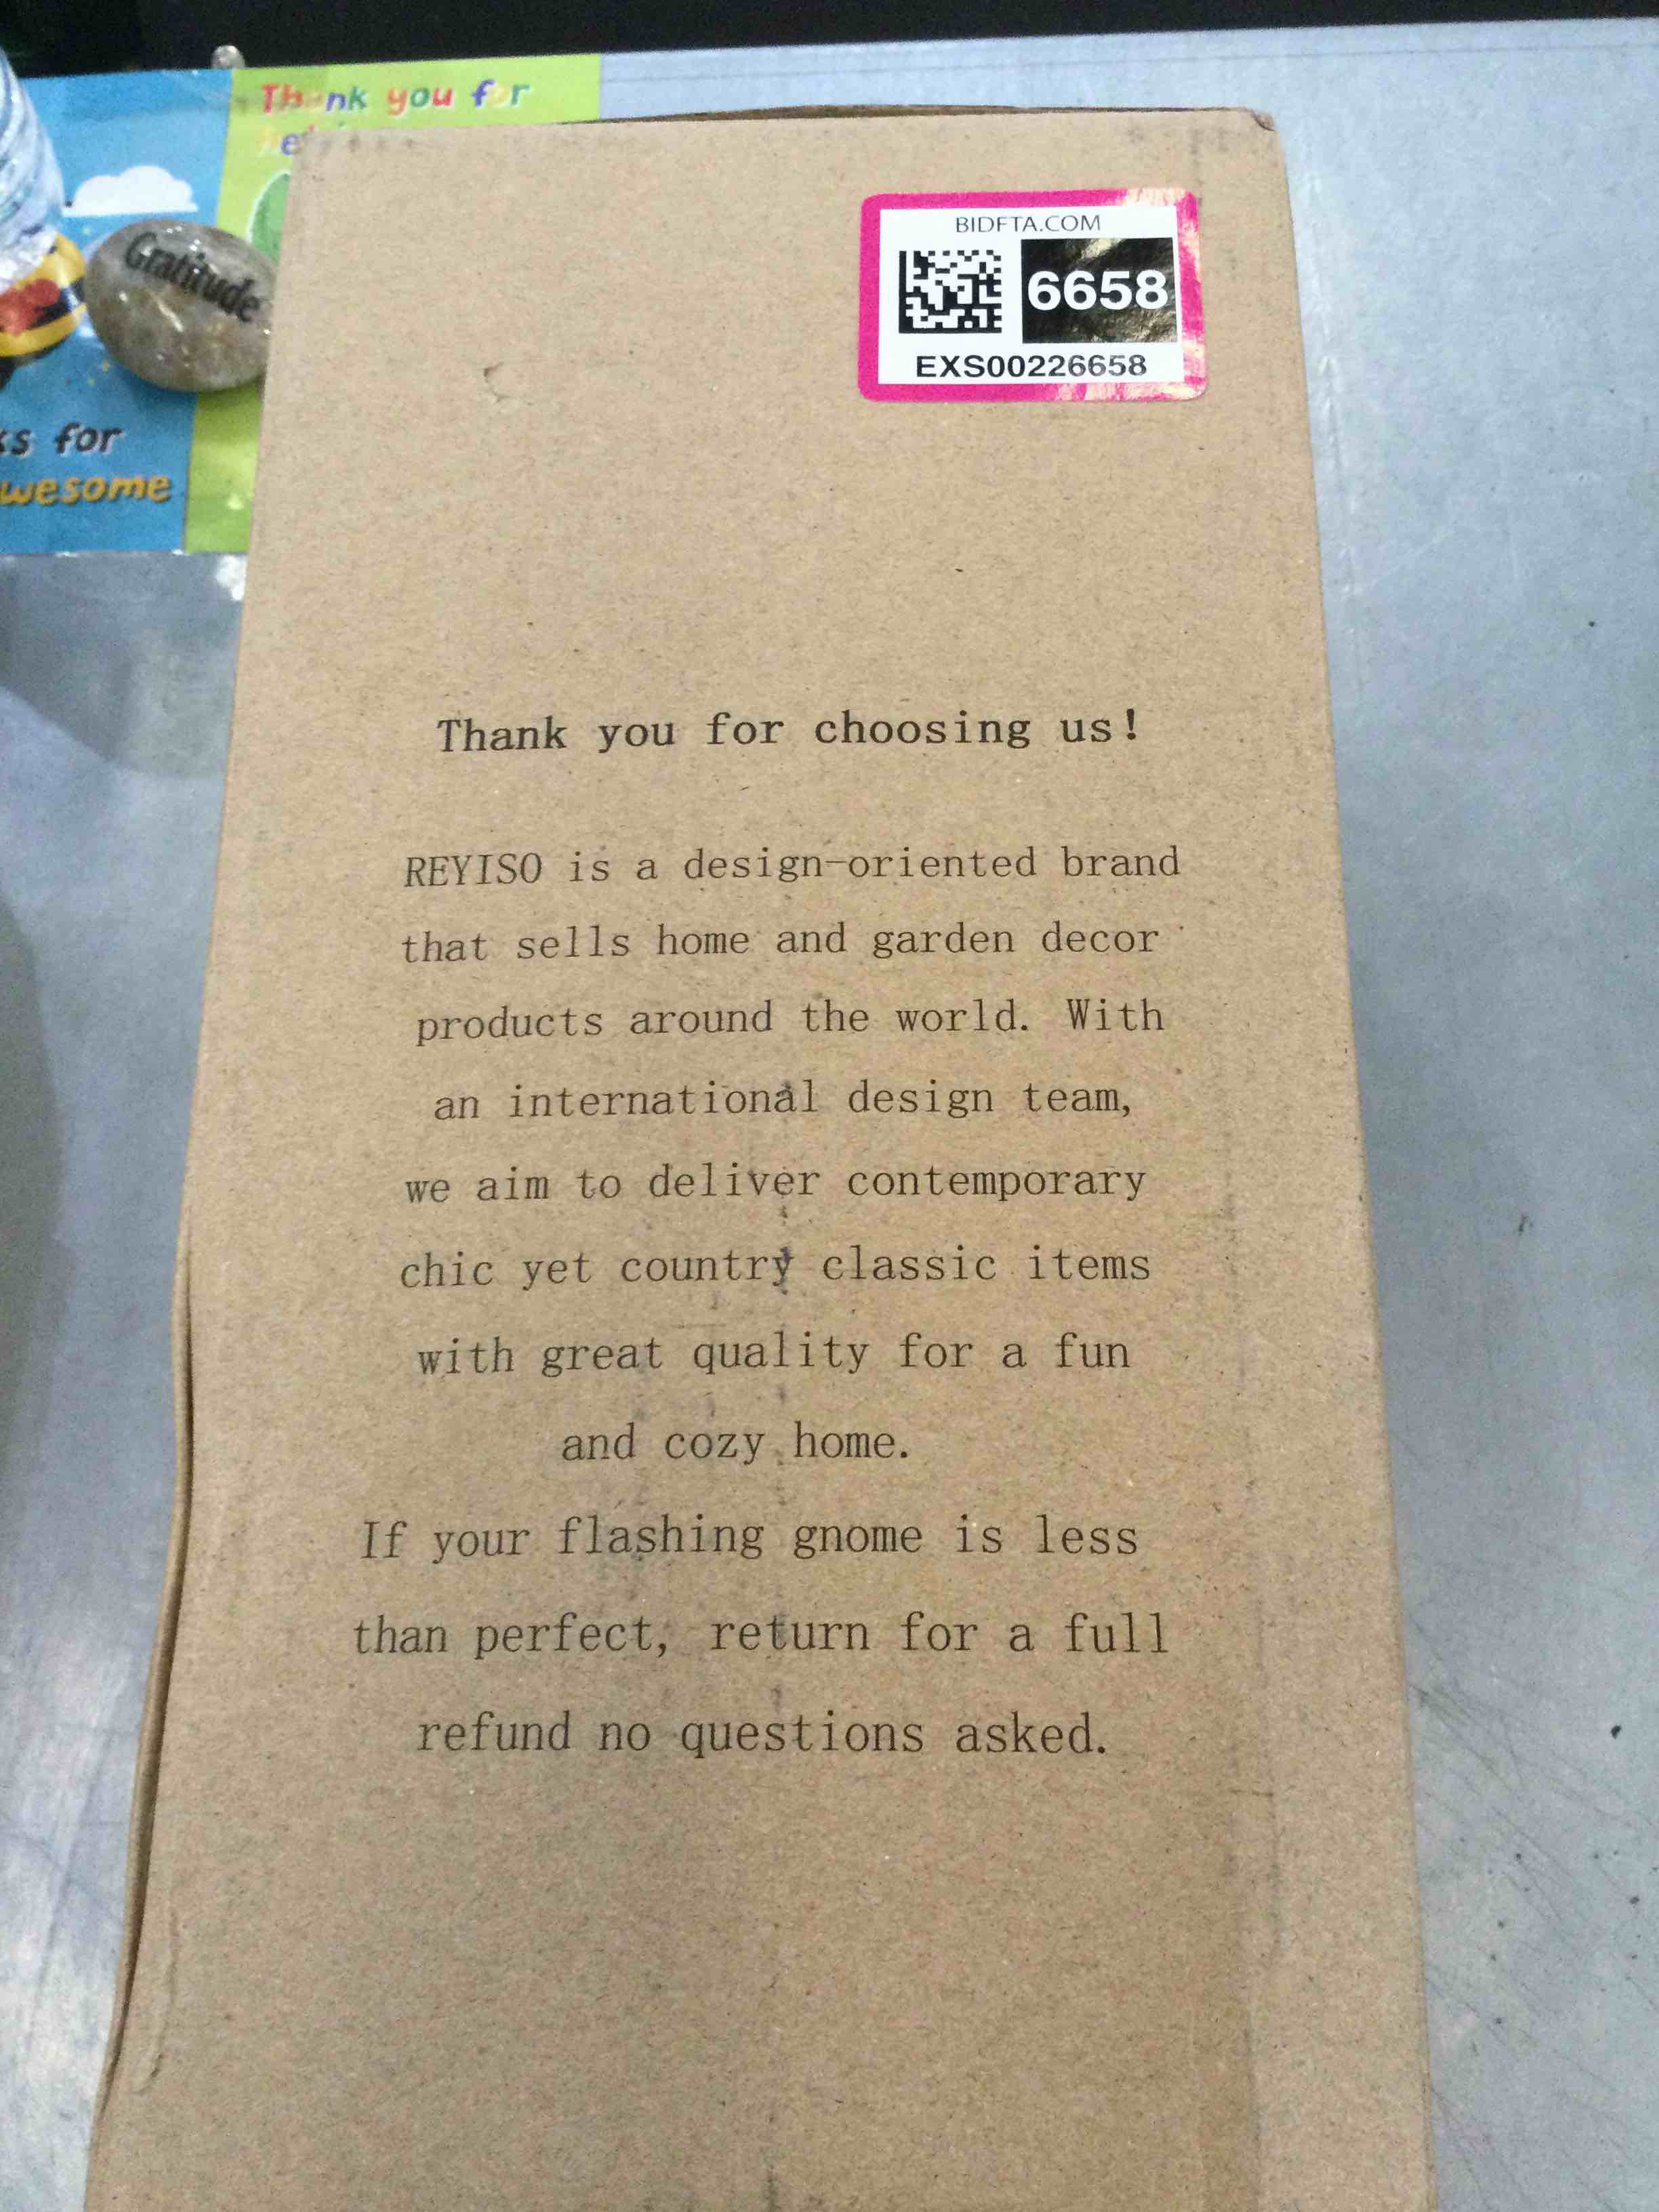 Thank you for
Gratitude
for
BIDFTA.COM
6658
EXS00226658
Thank you for choosing us!
REYISO is a design-oriented brand
that sells home and garden decor
products around the world. With
an international design team,
we aim to deliver contemporary
chic yet country classic items
with great quality for a fun
and cozy home.
If your flashing gnome is less
than perfect, return for a full
refund no questions asked.